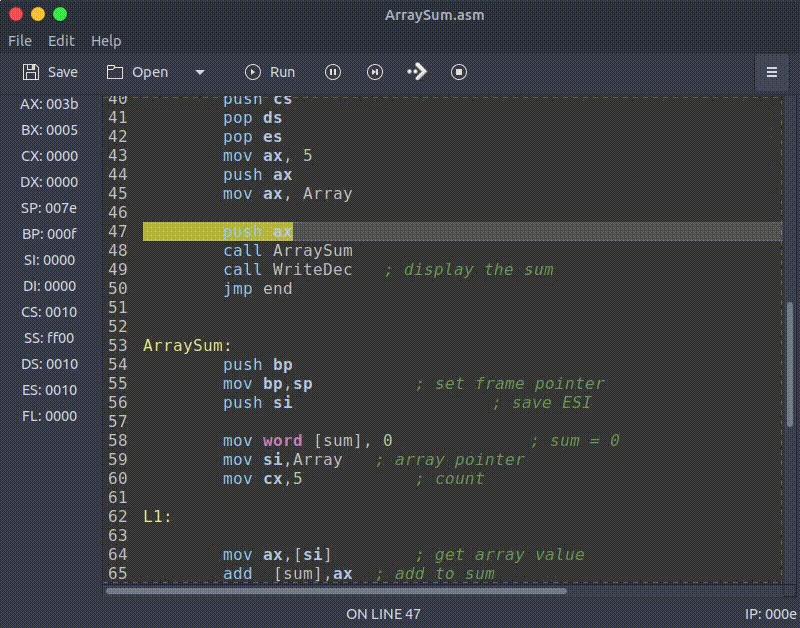 ArraySum.asm
File Edit Help
Save Open Run
AX: 003b
BX: 0005
CX: 0000
DX: 0000
SP: 007e
BP: 000f
SI: 0000
DI: 0000
CS: 0010
SS: ff00
DS: 0010
ES: 0010
FL: 0000
40 push cs
41 pop ds
42 pop es
43 mov ax, 5
44 push ax
45 mov ax, Array
46
47 push ax
48 call ArraySum
49 call WriteDec ; display the sum
50 jmp end
51
52
53 ArraySum:
54 push bp
55 mov bp,sp ; set frame pointer
56 push si ; save ESI
57
58 mov word [sum], 0 ; sum = 0
59 mov si,Array ; array pointer
60 mov cx,5 ; count
61
62 L1:
63
64 mov ax,[si] ; get array value
65 add [sum],ax ; add to sum
ON LINE 47 IP: 000e